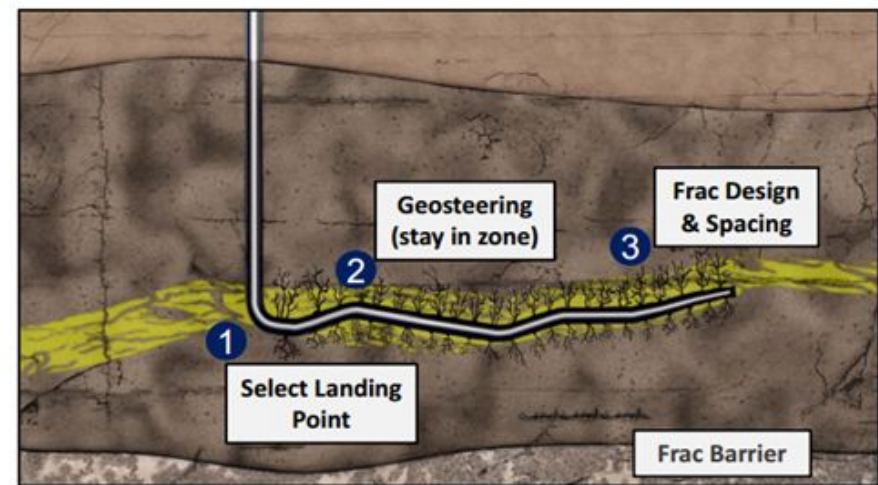 Geosteering
(stay in zone)
Frac Design
& Spacing
2
3
1
Select Landing
Point
Frac Barrier